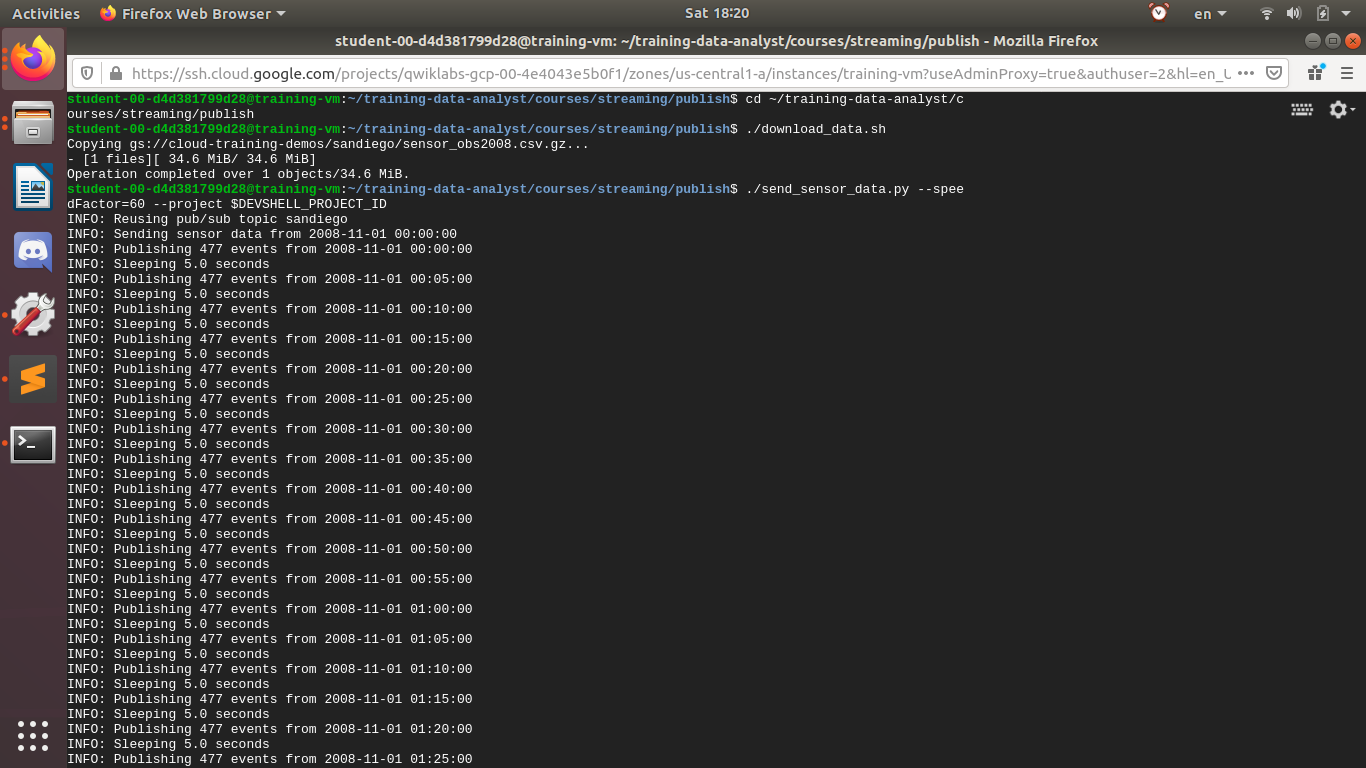 Activities Firefox Web Browser Sat 18:20 en
student-00-d4d381799d28@training-vm: ~/training-data-analyst/courses/streaming/publish - Mozilla Firefox
https://ssh.cloud.google.com/projects/qwiklabs-gcp-00-4e4043e5b0f1/zones/us-central1-a/instances/training-vm?useAdminProxy=true&authuser=2&hl=en_U
student-00-d4d381799d28@training-vm:~/training-data-analyst/courses/streaming/publish$ cd ~/training-data-analyst/c
ourses/streaming/publish
student-00-d4d381799d28@training-vm:~/training-data-analyst/courses/streaming/publish$ ./download_data.sh
Copying gs://cloud-training-demos/sandiego/sensor_obs2008.csv.gz...
- [1 files][ 34.6 MiB/ 34.6 MiB]
Operation completed over 1 objects/34.6 MiB.
student-00-d4d381799d28@training-vm:~/training-data-analyst/courses/streaming/publish$ ./send_sensor_data.py --spee
dFactor=60 --project $DEVSHELL_PROJECT_ID
INFO: Reusing pub/sub topic sandiego
INFO: Sending sensor data from 2008-11-01 00:00:00
INFO: Publishing 477 events from 2008-11-01 00:00:00
INFO: Sleeping 5.0 seconds
INFO: Publishing 477 events from 2008-11-01 00:05:00
INFO: Sleeping 5.0 seconds
INFO: Publishing 477 events from 2008-11-01 00:10:00
INFO: Sleeping 5.0 seconds
INFO: Publishing 477 events from 2008-11-01 00:15:00
INFO: Sleeping 5.0 seconds
INFO: Publishing 477 events from 2008-11-01 00:20:00
INFO: Sleeping 5.0 seconds
INFO: Publishing 477 events from 2008-11-01 00:25:00
INFO: Sleeping 5.0 seconds
INFO: Publishing 477 events from 2008-11-01 00:30:00
INFO: Sleeping 5.0 seconds
INFO: Publishing 477 events from 2008-11-01 00:35:00
INFO: Sleeping 5.0 seconds
INFO: Publishing 477 events from 2008-11-01 00:40:00
INFO: Sleeping 5.0 seconds
INFO: Publishing 477 events from 2008-11-01 00:45:00
INFO: Sleeping 5.0 seconds
INFO: Publishing 477 events from 2008-11-01 00:50:00
INFO: Sleeping 5.0 seconds
INFO: Publishing 477 events from 2008-11-01 00:55:00
INFO: Sleeping 5.0 seconds
INFO: Publishing 477 events from 2008-11-01 01:00:00
INFO: Sleeping 5.0 seconds
INFO: Publishing 477 events from 2008-11-01 01:05:00
INFO: Sleeping 5.0 seconds
INFO: Publishing 477 events from 2008-11-01 01:10:00
INFO: Sleeping 5.0 seconds
INFO: Publishing 477 events from 2008-11-01 01:15:00
INFO: Sleeping 5.0 seconds
INFO: Publishing 477 events from 2008-11-01 01:20:00
INFO: Sleeping 5.0 seconds
INFO: Publishing 477 events from 2008-11-01 01:25:00